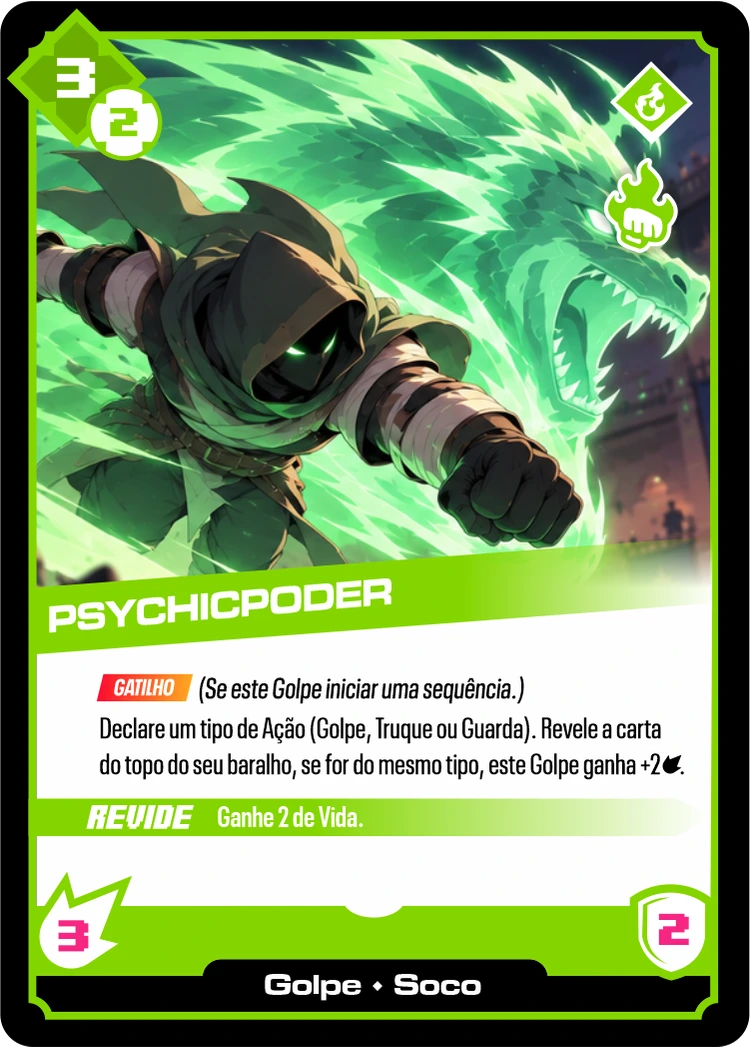 3
2
PSYCHICPODER
GATILHO (Se este Golpe iniciar uma sequência.)
Declare um tipo de Ação (Golpe, Truque ou Guarda). Revele a carta
do topo do seu baralho, se for do mesmo tipo, este Golpe ganha +2.
REVIDE Ganhe 2 de Vida.
3
2
Golpe • Soco